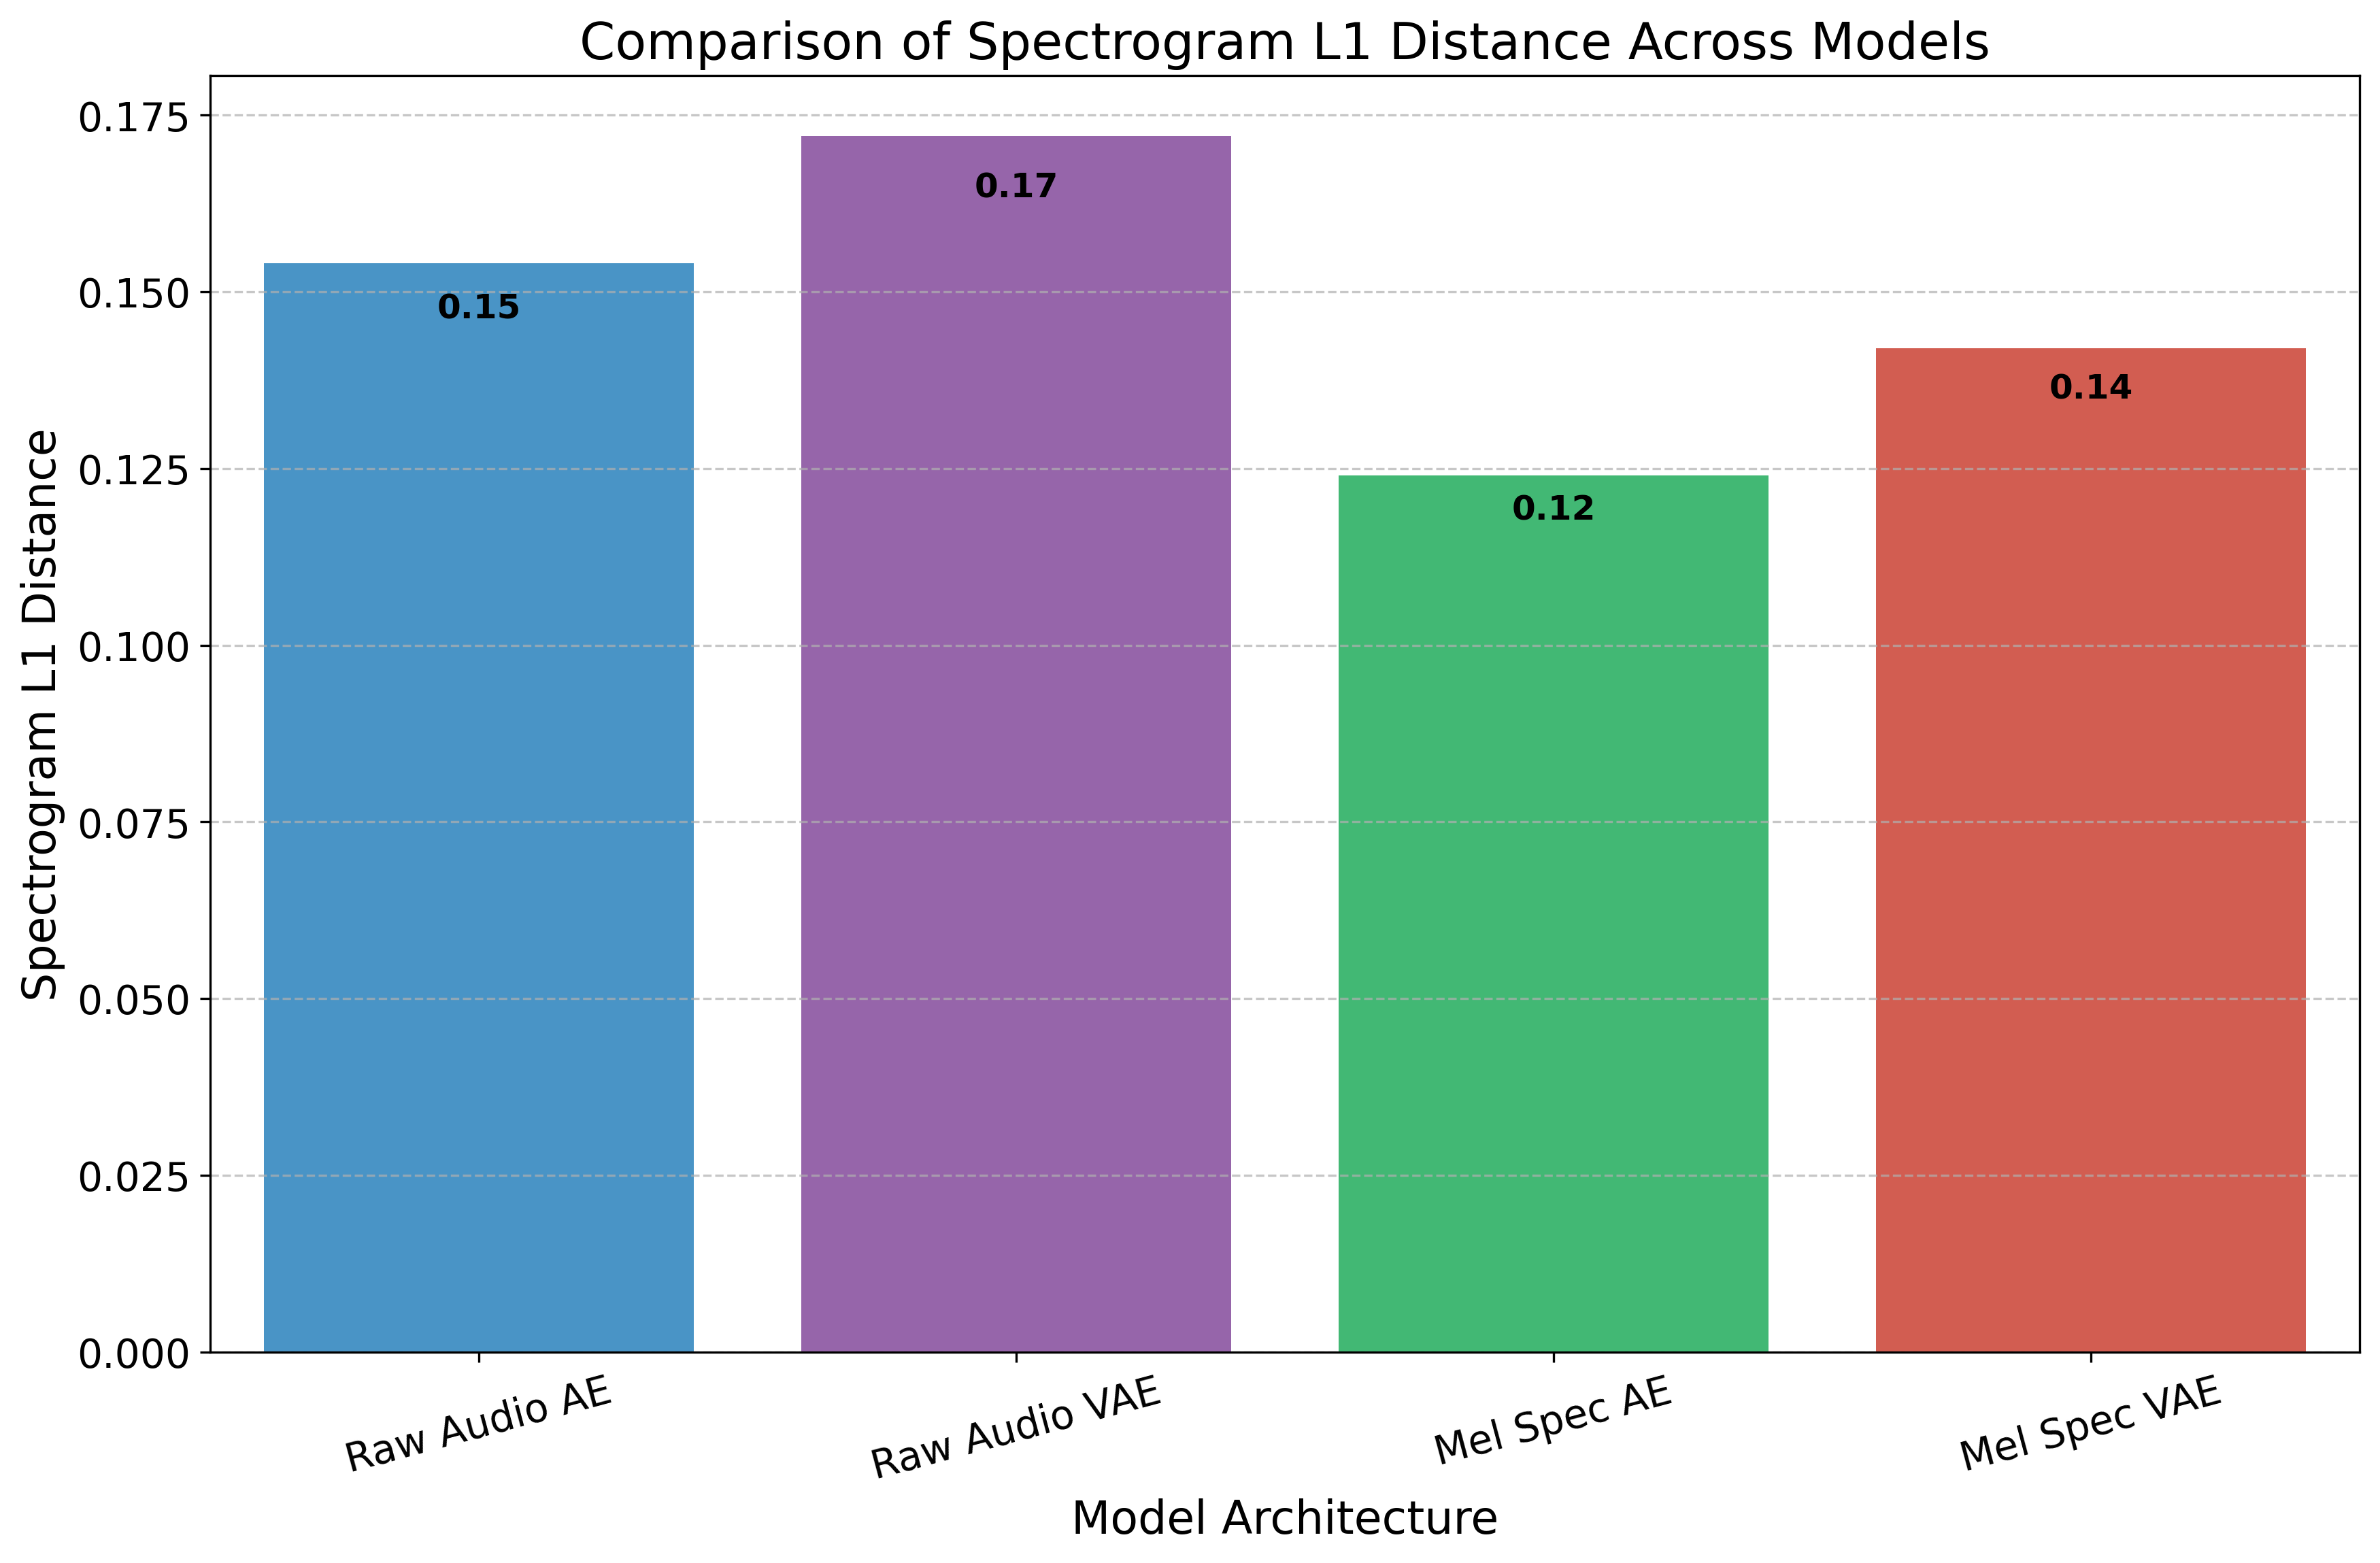 Comparison of Spectrogram L1 Distance Across Models
Spectrogram L1 Distance
0.175
0.150
0.125
0.100
0.075
0.050
0.025
0.000
0.15
0.17
0.12
0.14
Raw Audio AE
Raw Audio VAE
Mel Spec AE
Mel Spec VAE
Model Architecture